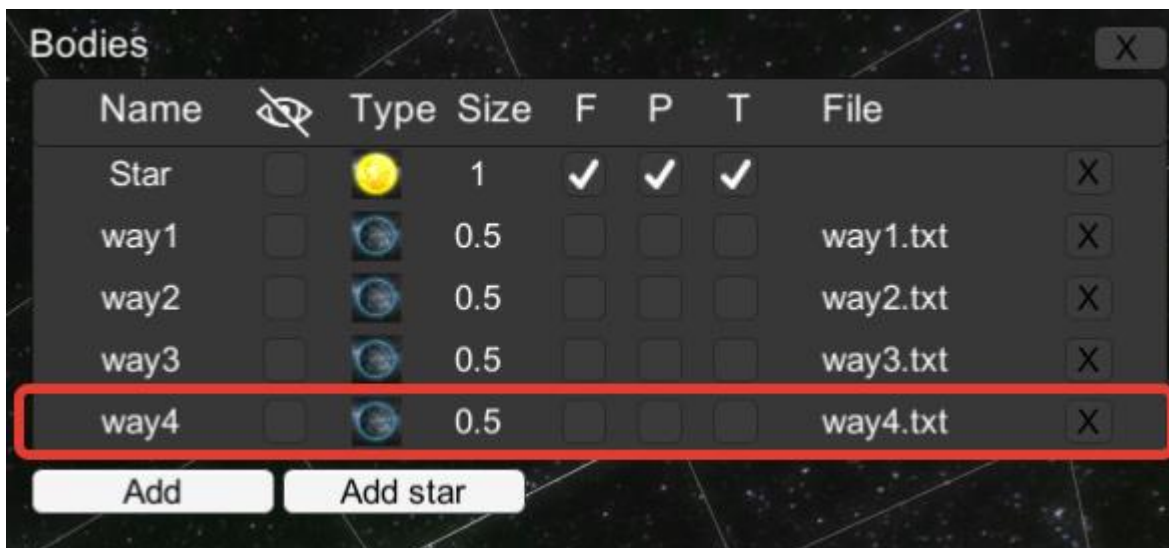 Bodies X
Name Type Size F P T File
Star 1 X
way1 0.5 way1.txt X
way2 0.5 way2.txt X
way3 0.5 way3.txt X
way4 0.5 way4.txt X
Add Add star